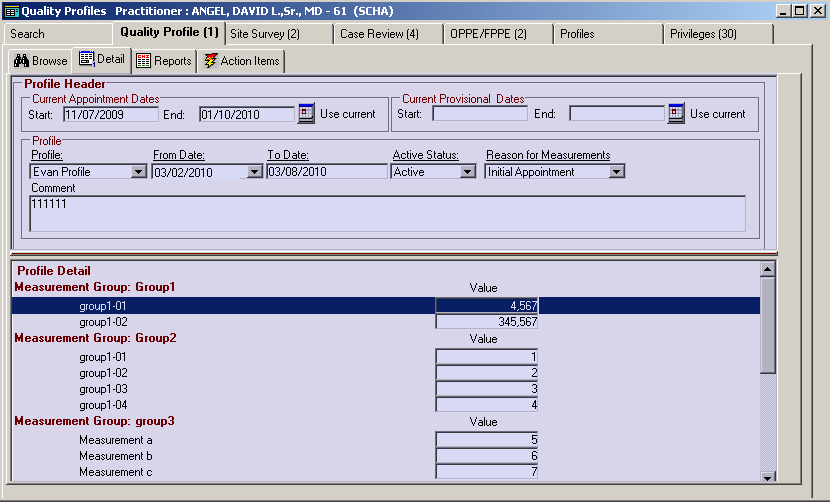 Quality Profiles Practitioner : ANGEL, DAVID L.,Sr., MD - 61 (SCHA)
Search Quality Profile (1) Site Survey (2) Case Review (4) OPPE/FPPE (2) Profiles Privileges (30)
Browse Detail Reports Action Items
Profile Header
Current Appointment Dates Current Provisional Dates
Start: 11/07/2009 End: 01/10/2010 Use current Start: End: Use current
Profile
Profile: From Date: To Date: Active Status: Reason for Measurements
Evan Profile 03/02/2010 03/08/2010 Active Initial Appointment
Comment
111111
Profile Detail
Measurement Group: Group1 Value
group1-01 4,567
group1-02 345,567
Measurement Group: Group2 Value
group1-01 1
group1-02 2
group1-03 3
group1-04 4
Measurement Group: group3 Value
Measurement a 5
Measurement b 6
Measurement c 7